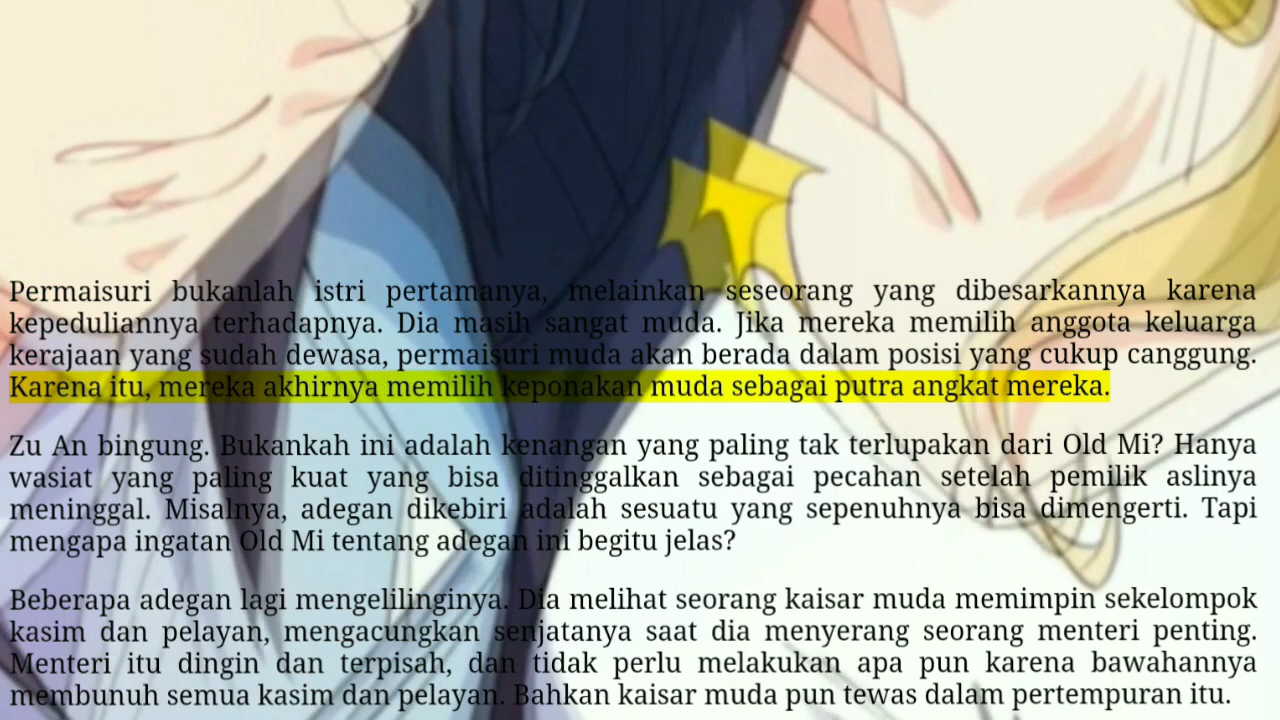 Permaisuri bukanlah istri pertamanya, melainkan seseorang yang dibesarkannya karena
kepeduliannya terhadapnya. Dia masih sangat muda. Jika mereka memilih anggota keluarga
kerajaan yang sudah dewasa, permaisuri muda akan berada dalam posisi yang cukup canggung.
Karena itu, mereka akhirnya memilih keponakan muda sebagai putra angkat mereka.
Zu An bingung. Bukankah ini adalah kenangan yang paling tak terlupakan dari Old Mi? Hanya
wasiat yang paling kuat yang bisa ditinggalkan sebagai pecahan setelah pemilik aslinya
meninggal. Misalnya, adegan dikebiri adalah sesuatu yang sepenuhnya bisa dimengerti. Tapi
mengapa ingatan Old Mi tentang adegan ini begitu jelas?
Beberapa adegan lagi mengelilinginya. Dia melihat seorang kaisar muda memimpin sekelompok
kasim dan pelayan, mengacungkan senjatanya saat dia menyerang seorang menteri penting.
Menteri itu dingin dan terpisah, dan tidak perlu melakukan apa pun karena bawahannya
membunuh semua kasim dan pelayan. Bahkan kaisar muda pun tewas dalam pertempuran itu.